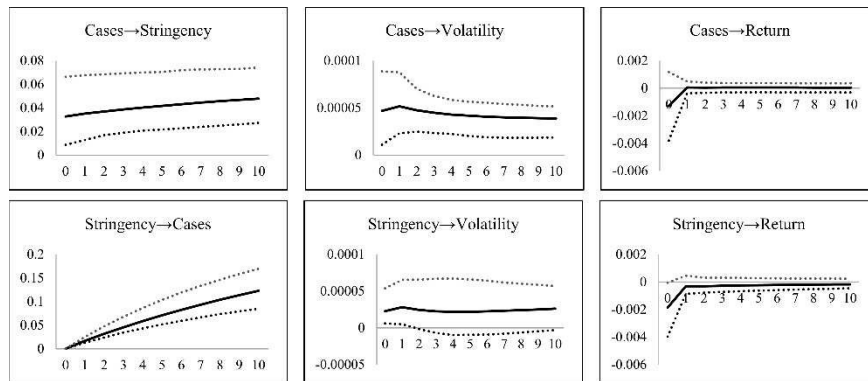 Cases→Stringency
0.08
0.06
0.04
0.02
0
0 1 2 3 4 5 6 7 8 9 10
Cases→Volatility
0.0001
0.00005
0
0 1 2 3 4 5 6 7 8 9 10
Cases→Return
0.002
0
-0.002
-0.004
-0.006
0 1 2 3 4 5 6 7 8 9 10
Stringency→Cases
0.2
0.15
0.1
0.05
0
0 1 2 3 4 5 6 7 8 9 10
Stringency→Volatility
0.0001
0.00005
0
-0.00005
0 1 2 3 4 5 6 7 8 9 10
Stringency→Return
0.002
0
-0.002
-0.004
-0.006
0 1 2 3 4 5 6 7 8 9 10